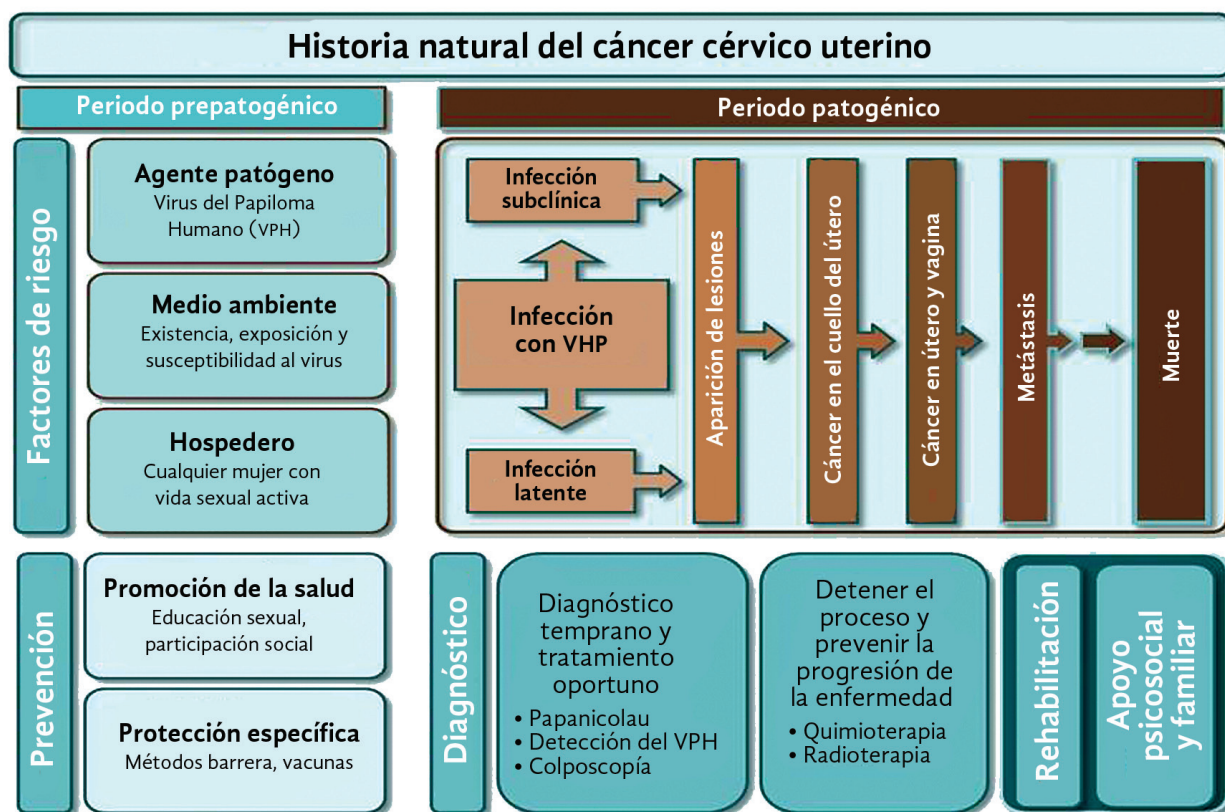 Historia natural del cáncer cérvico uterino
Periodo prepatogénico
Factores de riesgo
Agente patógeno
Virus del Papiloma
Humano (VPH)
Medio ambiente
Existencia, exposición y
susceptibilidad al virus
Hospedero
Cualquier mujer con
vida sexual activa
Prevención
Promoción de la salud
Educación sexual,
participación social
Protección específica
Métodos barrera, vacunas
Periodo patogénico
Infección
subclínica
Infección
con VHP
Infección
latente
Aparición de lesiones
Cáncer en el cuello del útero
Cáncer en útero y vagina
Metástasis
Muerte
Diagnóstico
Diagnóstico
temprano y
tratamiento
oportuno
• Papanicolau
• Detección del VPH
• Colposcopía
Detener el
proceso y
prevenir la
progresión de
la enfermedad
• Quimioterapia
• Radioterapia
Rehabilitación
Apoyo
psicosocial
y familiar